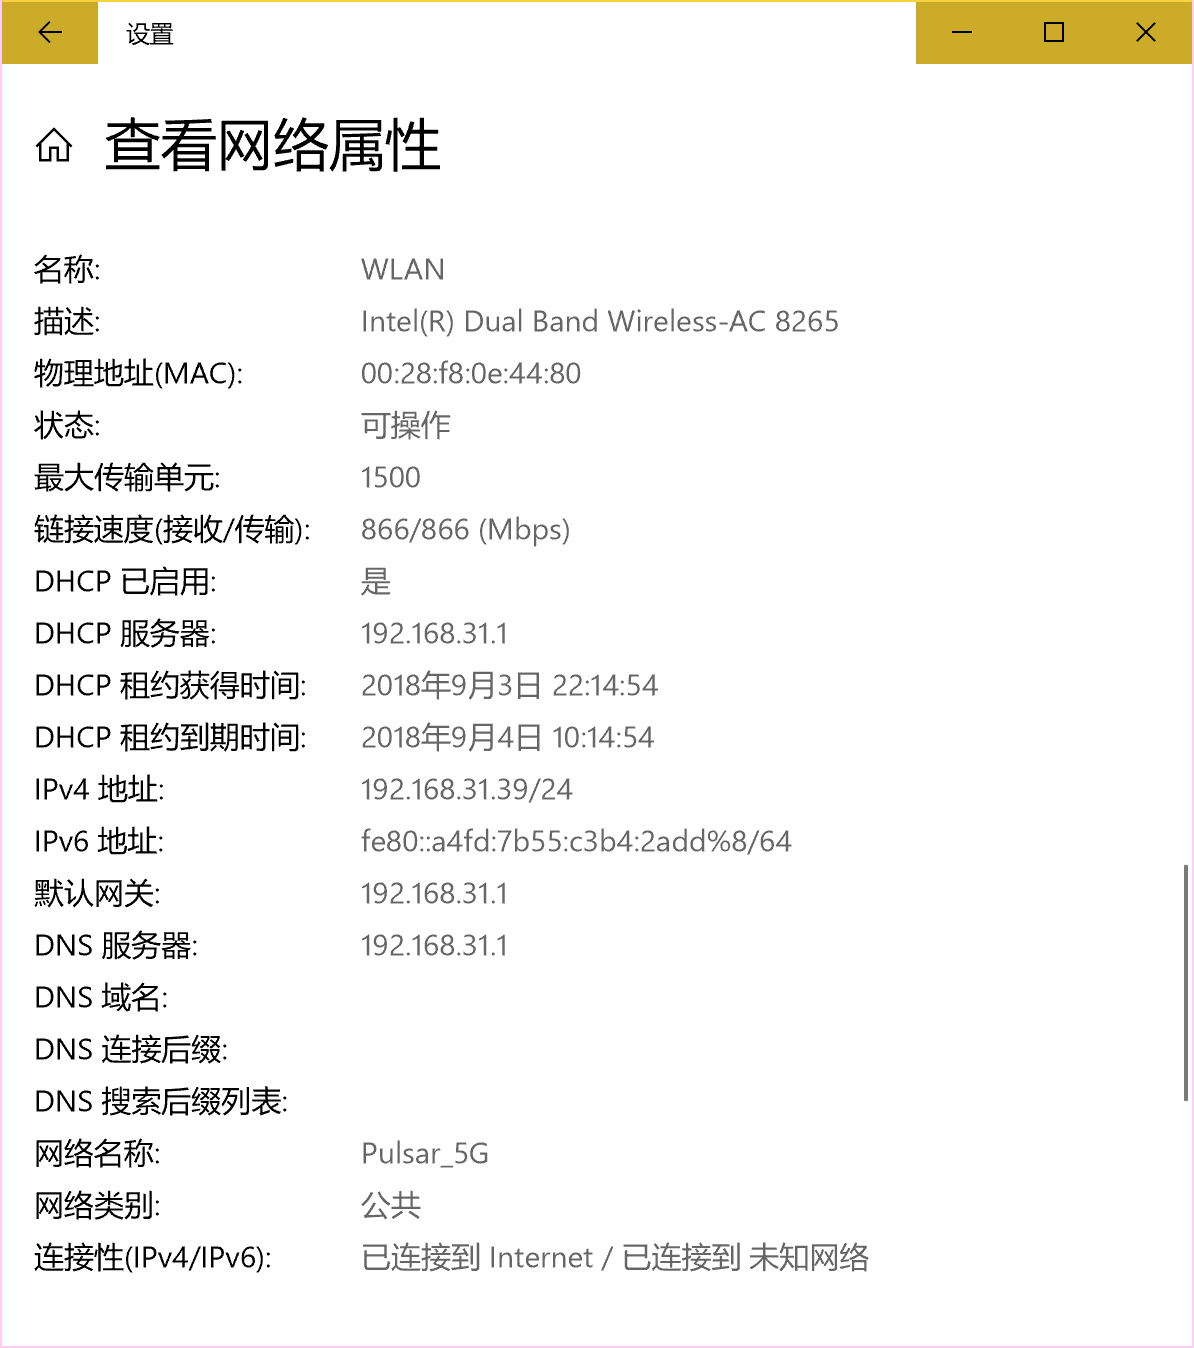 设置
查看网络属性
名称: WLAN
描述: Intel(R) Dual Band Wireless-AC 8265
物理地址(MAC): 00:28:f8:0e:44:80
状态: 可操作
最大传输单元: 1500
链接速度(接收/传输): 866/866 (Mbps)
DHCP 已启用: 是
DHCP 服务器: 192.168.31.1
DHCP 租约获得时间: 2018年9月3日 22:14:54
DHCP 租约到期时间: 2018年9月4日 10:14:54
IPv4 地址: 192.168.31.39/24
IPv6 地址: fe80::a4fd:7b55:c3b4:2add%8/64
默认网关: 192.168.31.1
DNS 服务器: 192.168.31.1
DNS 域名:
DNS 连接后缀:
DNS 搜索后缀列表:
网络名称: Pulsar_5G
网络类别: 公共
连接性(IPv4/IPv6): 已连接到 Internet / 已连接到 未知网络